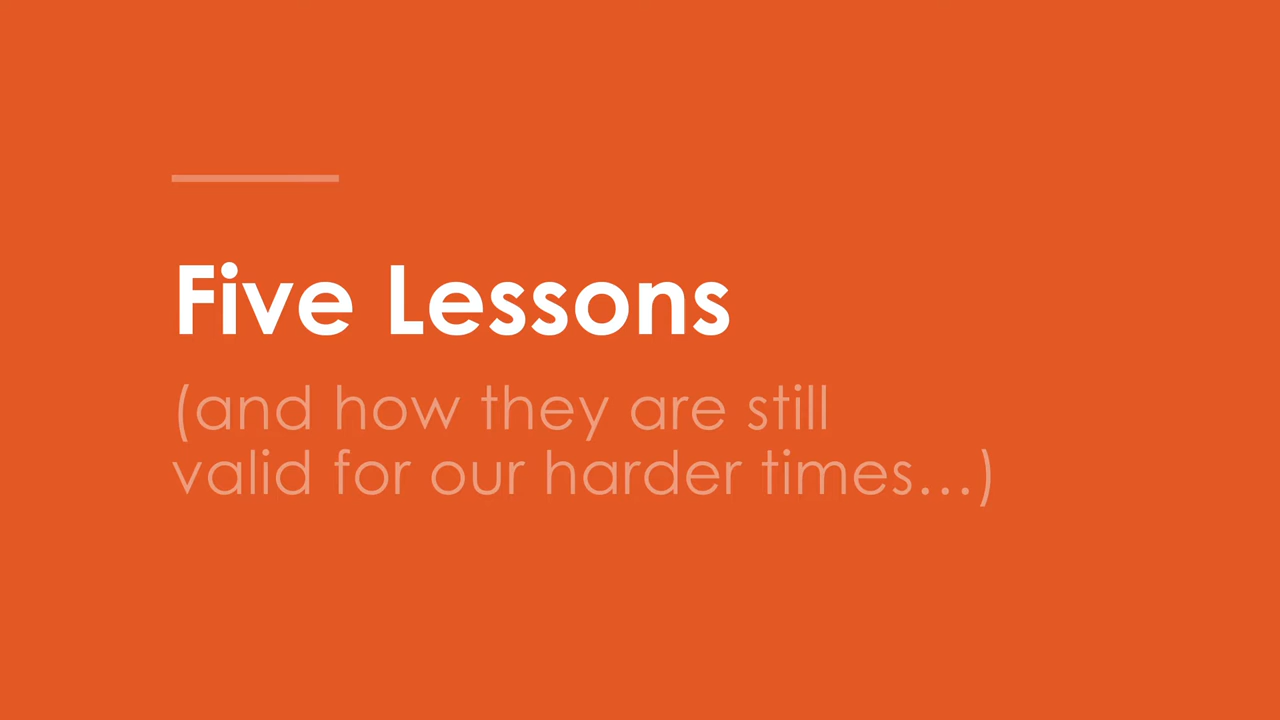 Five Lessons
(and how they are still
valid for our harder times…)